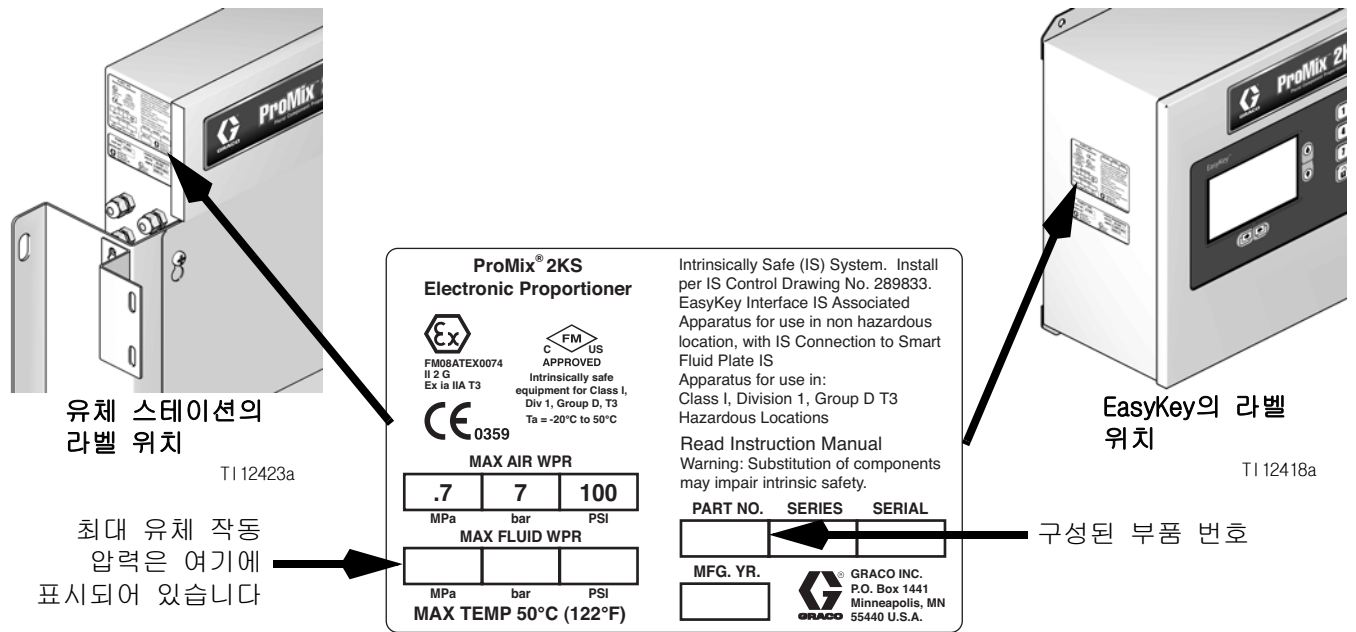 ProMix
GRACO
유체 스테이션의
라벨 위치
TI12423a
최대 유체 작동
압력은 여기에
표시되어 있습니다
ProMix® 2KS
Electronic Proportioner
Ex
FM08ATEX0074
II 2 G
Ex ia IIA T3
CE 0359
FM
C US
APPROVED
Intrinsically safe
equipment for Class I,
Div 1, Group D, T3
Ta = -20°C to 50°C
MAX AIR WPR
.7 7 100
MPa bar PSI
MAX FLUID WPR
MPa bar PSI
MAX TEMP 50°C (122°F)
Intrinsically Safe (IS) System. Install
per IS Control Drawing No. 289833.
EasyKey Interface IS Associated
Apparatus for use in non hazardous
location, with IS Connection to Smart
Fluid Plate IS
Apparatus for use in:
Class I, Division 1, Group D T3
Hazardous Locations
Read Instruction Manual
Warning: Substitution of components
may impair intrinsic safety.
PART NO. SERIES SERIAL
MFG. YR.
GRACO
GRACO INC.
P.O. Box 1441
Minneapolis, MN
55440 U.S.A.
구성된 부품 번호
ProMix 2K
GRACO
EasyKey
EasyKey의 라벨
위치
TI12418a